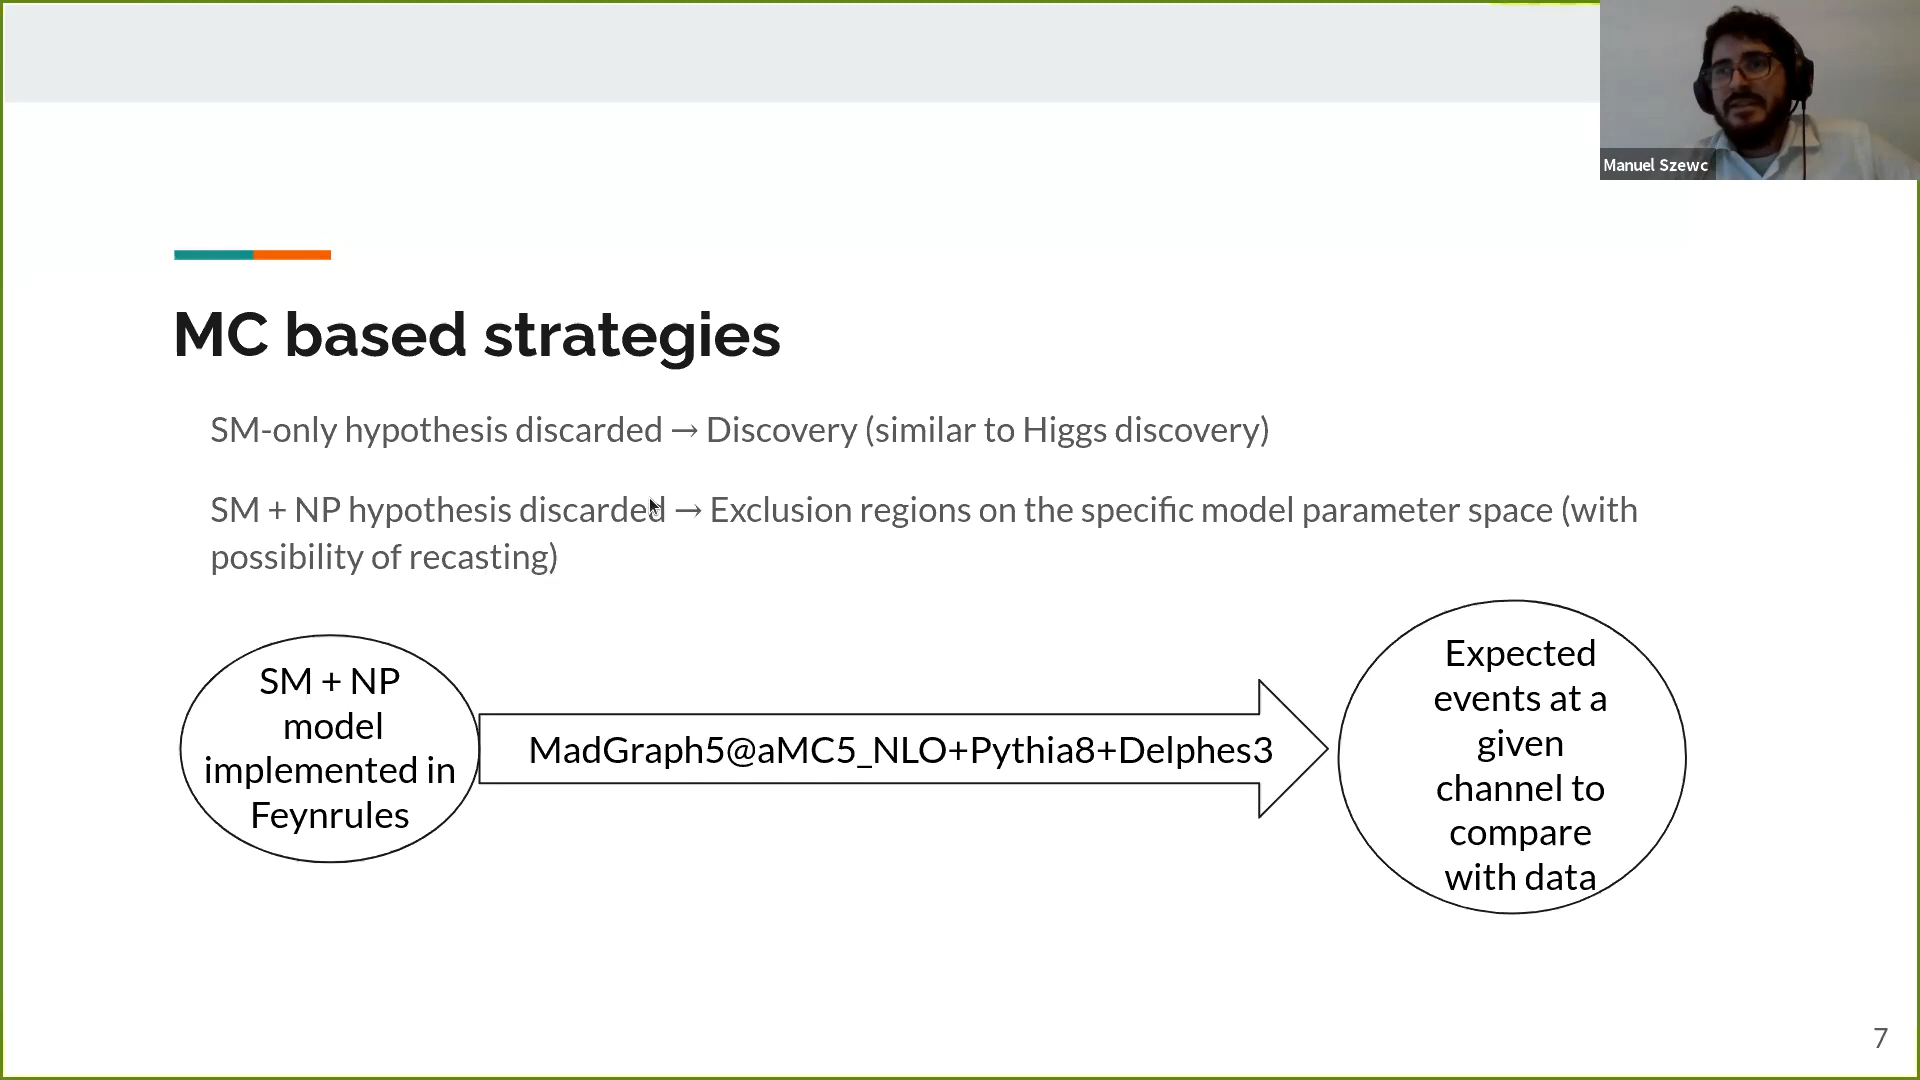 Manuel Szewc
MC based strategies
SM-only hypothesis discarded → Discovery (similar to Higgs discovery)
SM + NP hypothesis discarded → Exclusion regions on the specific model parameter space (with
possibility of recasting)
SM + NP
model
implemented in
Feynrules
MadGraph5@aMC5_NLO+Pythia8+Delphes3
Expected
events at a
given
channel to
compare
with data
7